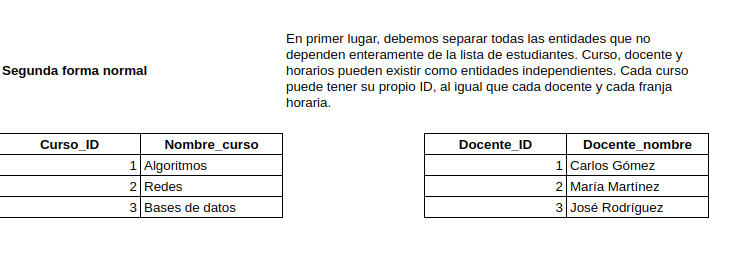 En primer lugar, debemos separar todas las entidades que no
dependen enteramente de la lista de estudiantes. Curso, docente y
Segunda forma normal
horarios pueden existir como entidades independientes. Cada curso
puede tener su propio ID, al igual que cada docente y cada franja
horaria.
Curso_ID Nombre_curso Docente_ID Docente_nombre
1 Algoritmos 1 Carlos Gómez
2 Redes 2 María Martínez
3 Bases de datos 3 José Rodríguez